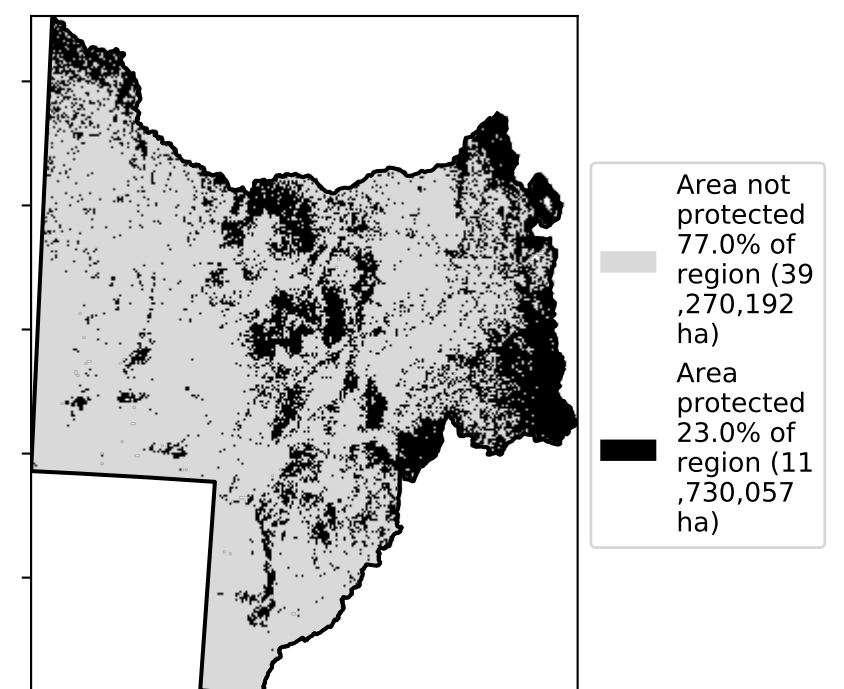 Area not
protected
77.0% of
region (39
,270,192
ha)
Area
protected
23.0% of
region (11
,730,057
ha)